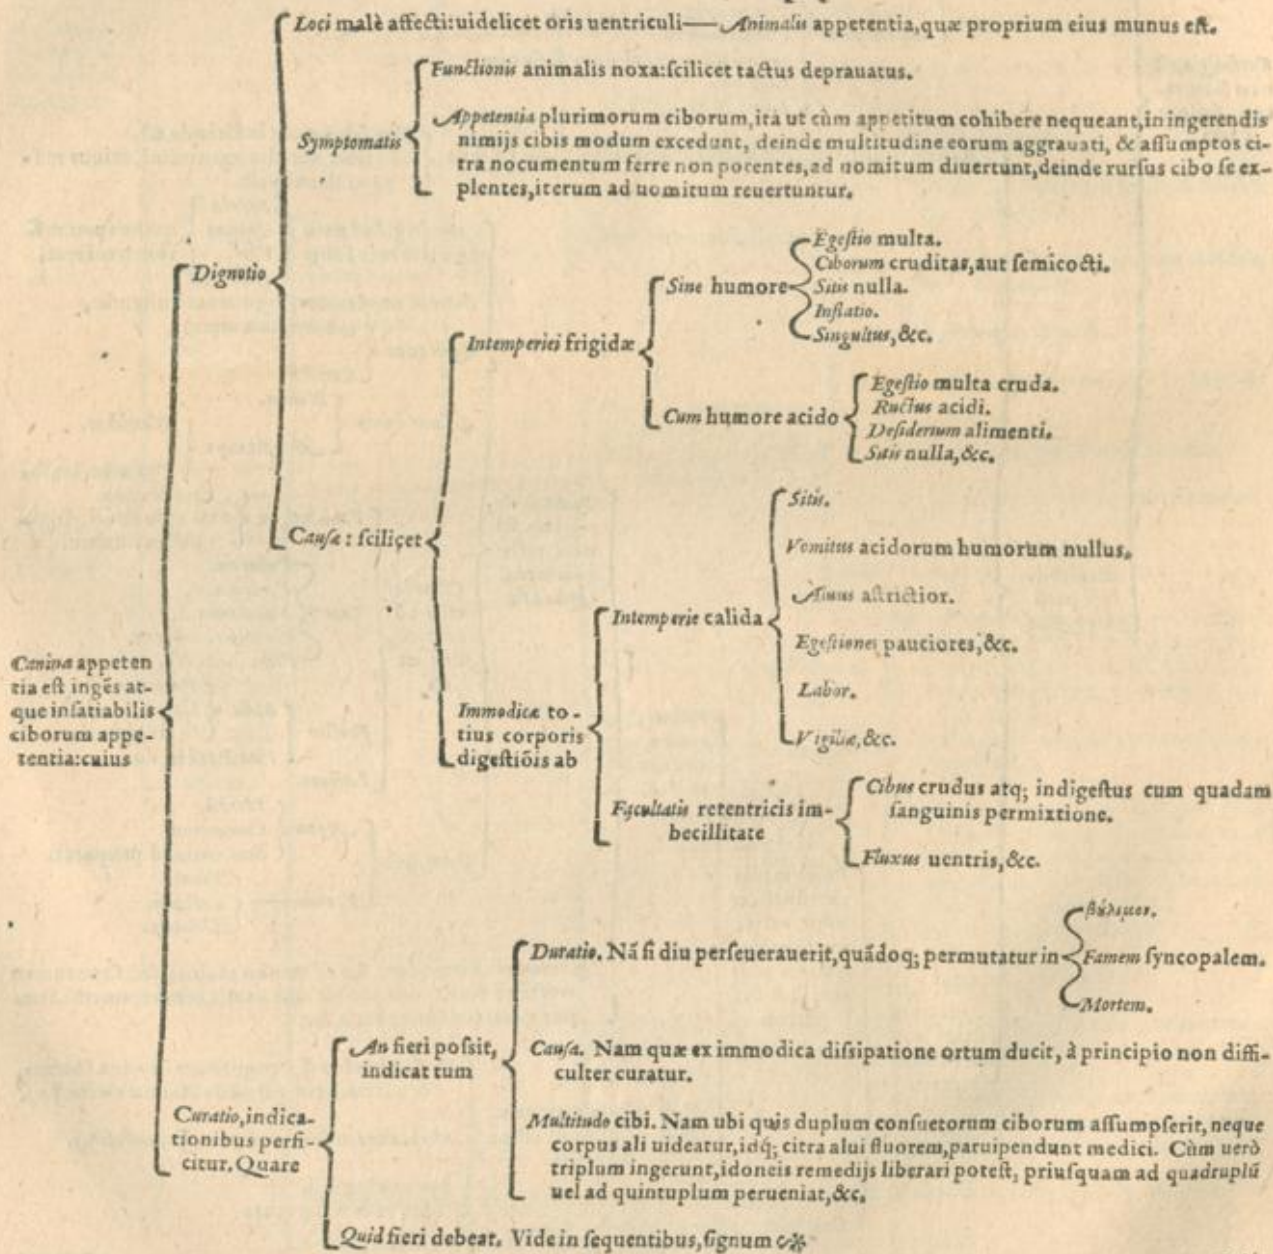 Loci malè affecti:uidelicet oris uentriculi— Animalis appetentia,quæ proprium eius munus est.
Functionis animalis noxa:scilicet tactus deprauatus.
Symptomatis
Appetentia plurimorum ciborum,ita ut cùm appetitum cohibere nequeant,in ingerendis
nimijs cibis modum excedunt, deinde multitudine eorum aggrauati, & assumptos ci-
tra nocumentum ferre non potentes,ad uomitum diuertunt,deinde rursus cibo se ex-
plentes,iterum ad uomitum reuertuntur.
Dignotio
Causæ : scilicet
Intemperiei frigidæ
Sine humore
Egestio multa.
Ciborum cruditas,aut semicocti.
Sitis nulla.
Inflatio.
Singultus,&c.
Cum humore acido
Egestio multa cruda.
Ructus acidi.
Desiderium alimenti.
Sitis nulla,&c.
Immodicæ to-
tius corporis
digestiōis ab
Intemperie calida
Sitis.
Vomitus acidorum humorum nullus.
Aluus astrictior.
Egestiones pauciores,&c.
Labor.
Vigiliæ,&c.
Facultatis retentricis im-
becillitate
Cibus crudus atq; indigestus cum quadam
sanguinis permixtione.
Fluxus uentris,&c.
Caninæ appeten
tia est ingēs at-
que insatiabilis
ciborum appe-
tentia:cuius
Curatio,indica-
tionibus perfi-
citur. Quare
An fieri possit,
indicat tum
Duratio. Nā si diu perseuerauerit,quādoq; permutatur in
βύλιμος.
Famem syncopalem.
Mortem.
Causa. Nam quæ ex immodica dissipatione ortum ducit, à principio non diffi-
culter curatur.
Multitudo cibi. Nam ubi quis duplum consuetorum ciborum assumpserit, neque
corpus ali uideatur,idq́; citra alui fluorem,paruipendunt medici. Cùm uerò
triplum ingerunt,idoneis remedijs liberari potest, priusquam ad quadruplū
uel ad quintuplum perueniat,&c.
Quid fieri debeat. Vide in sequentibus,signum